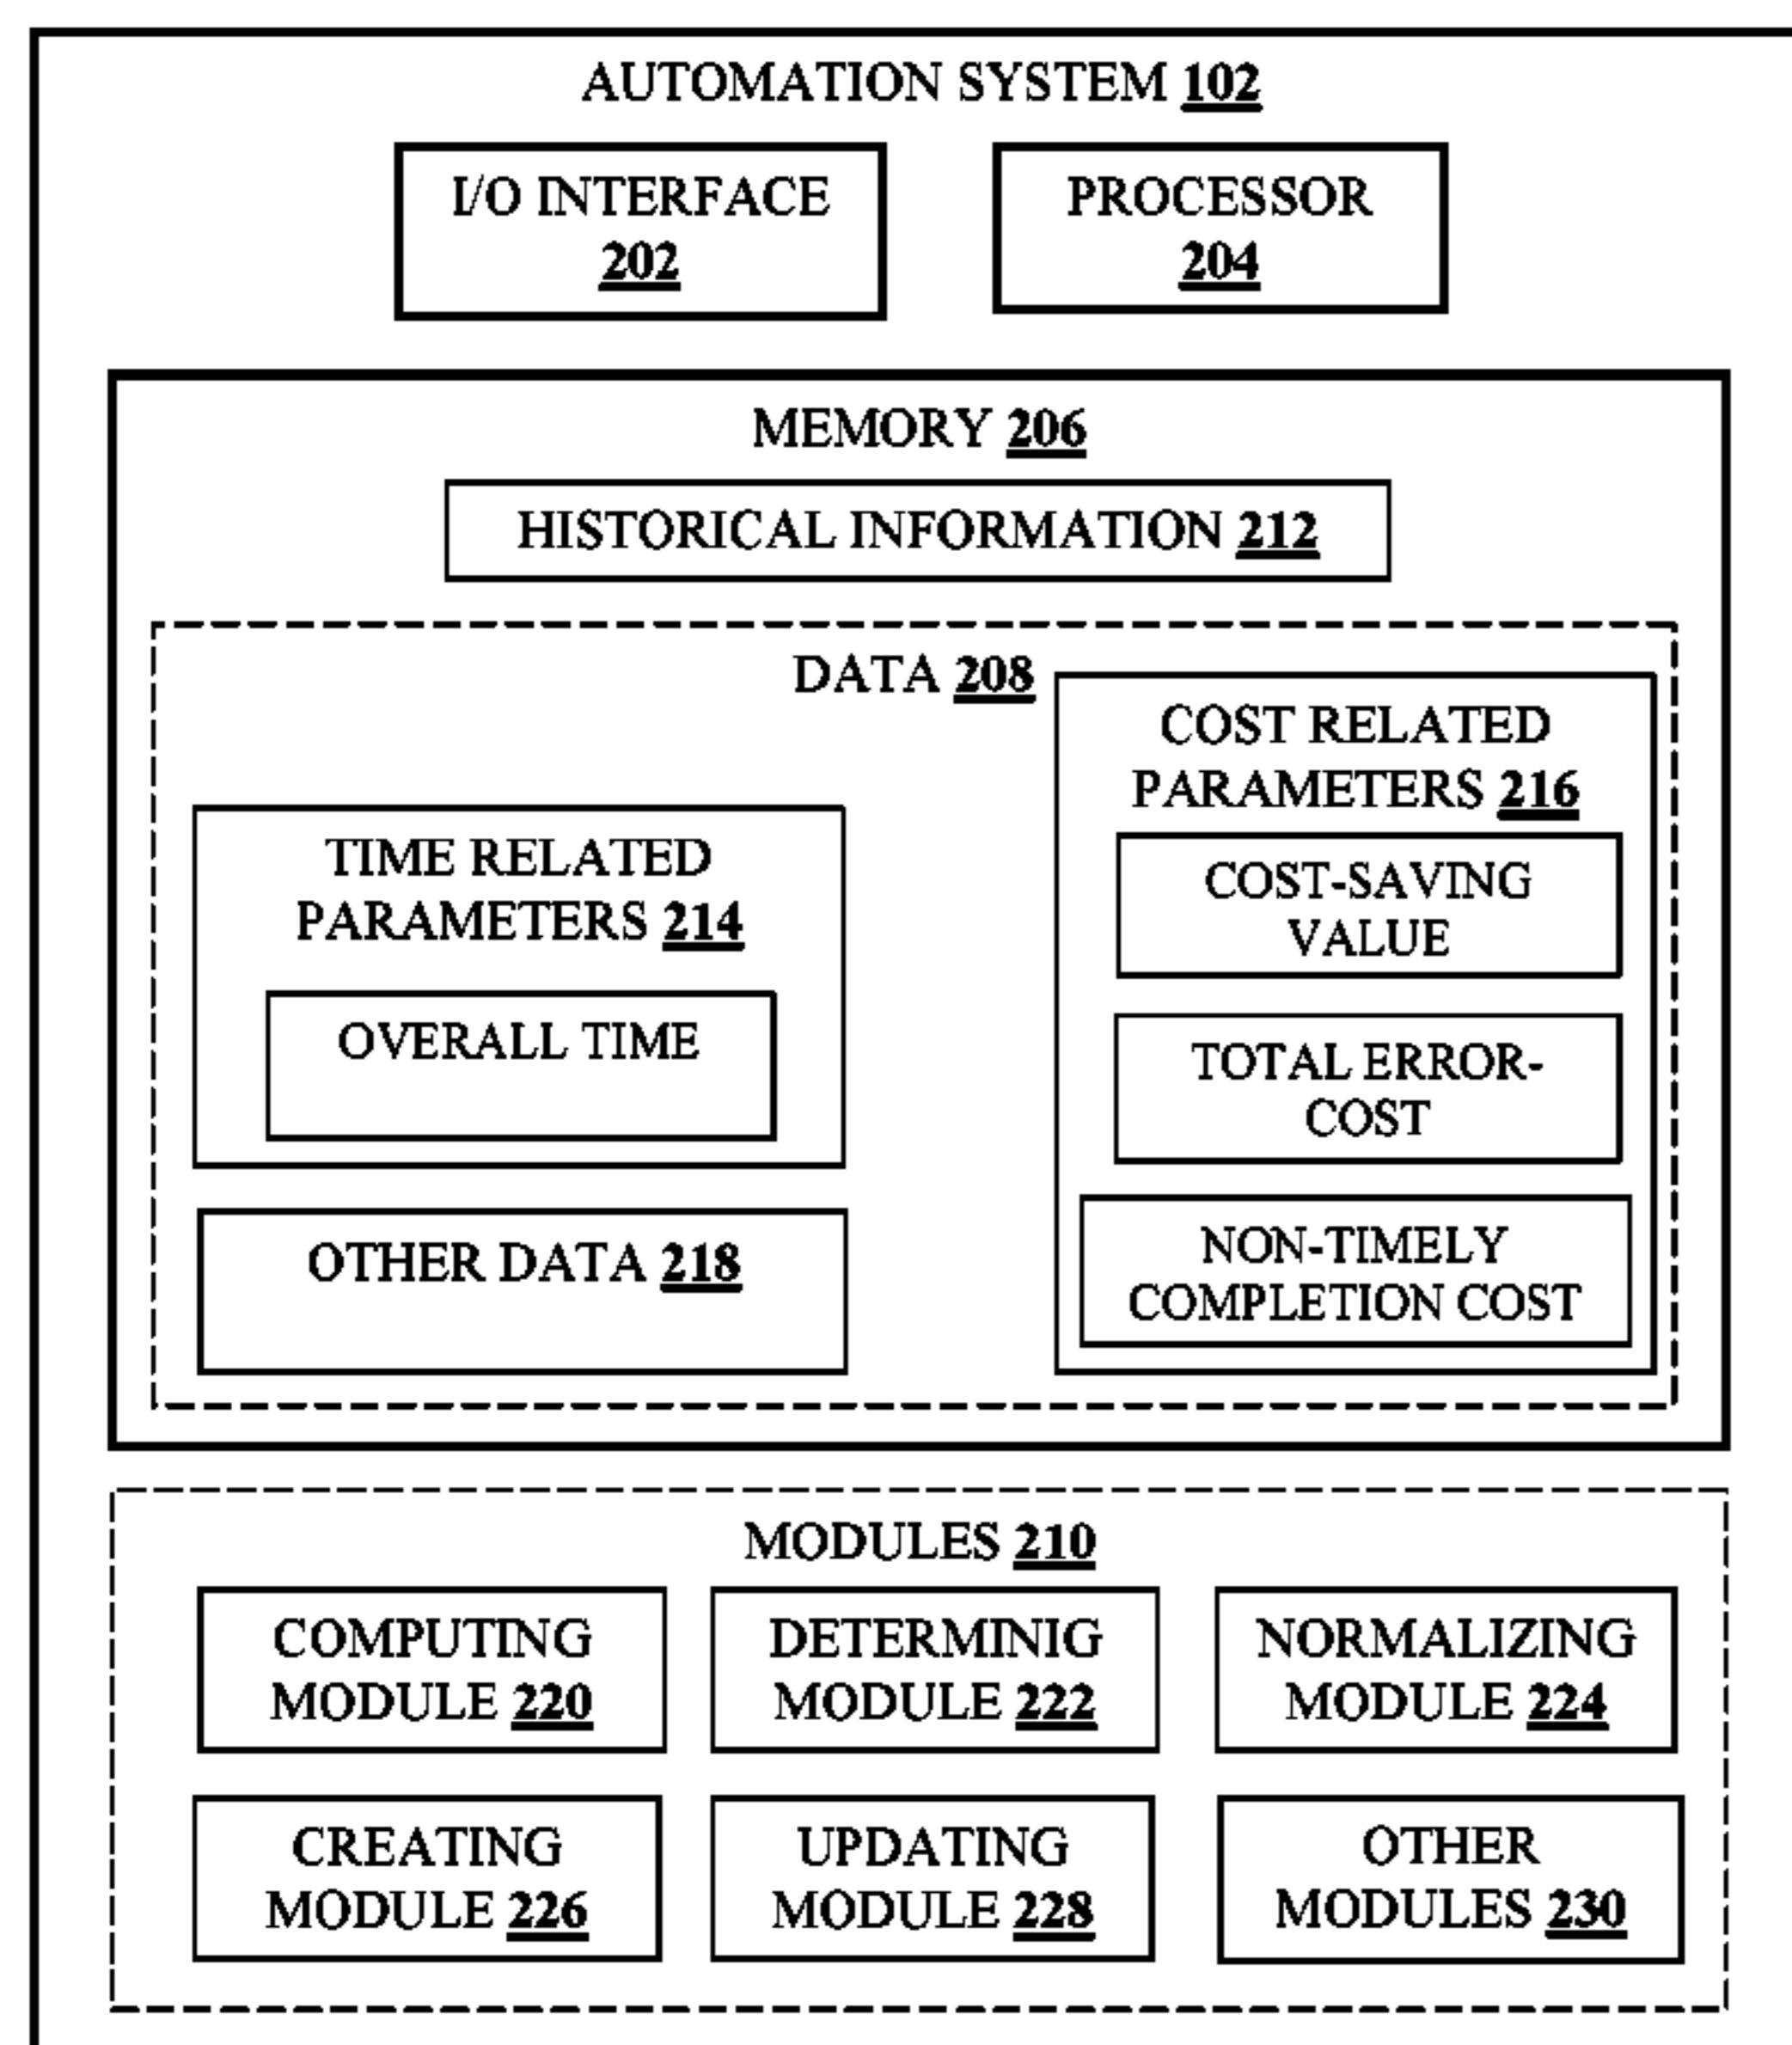 AUTOMATION SYSTEM 102
I/O INTERFACE
202
PROCESSOR
204
MEMORY 206
HISTORICAL INFORMATION 212
DATA 208
TIME RELATED
PARAMETERS 214
OVERALL TIME
OTHER DATA 218
COST RELATED
PARAMETERS 216
COST-SAVING
VALUE
TOTAL ERROR-
COST
NON-TIMELY
COMPLETION COST
MODULES 210
COMPUTING
MODULE 220
DETERMINIG
MODULE 222
NORMALIZING
MODULE 224
CREATING
MODULE 226
UPDATING
MODULE 228
OTHER
MODULES 230